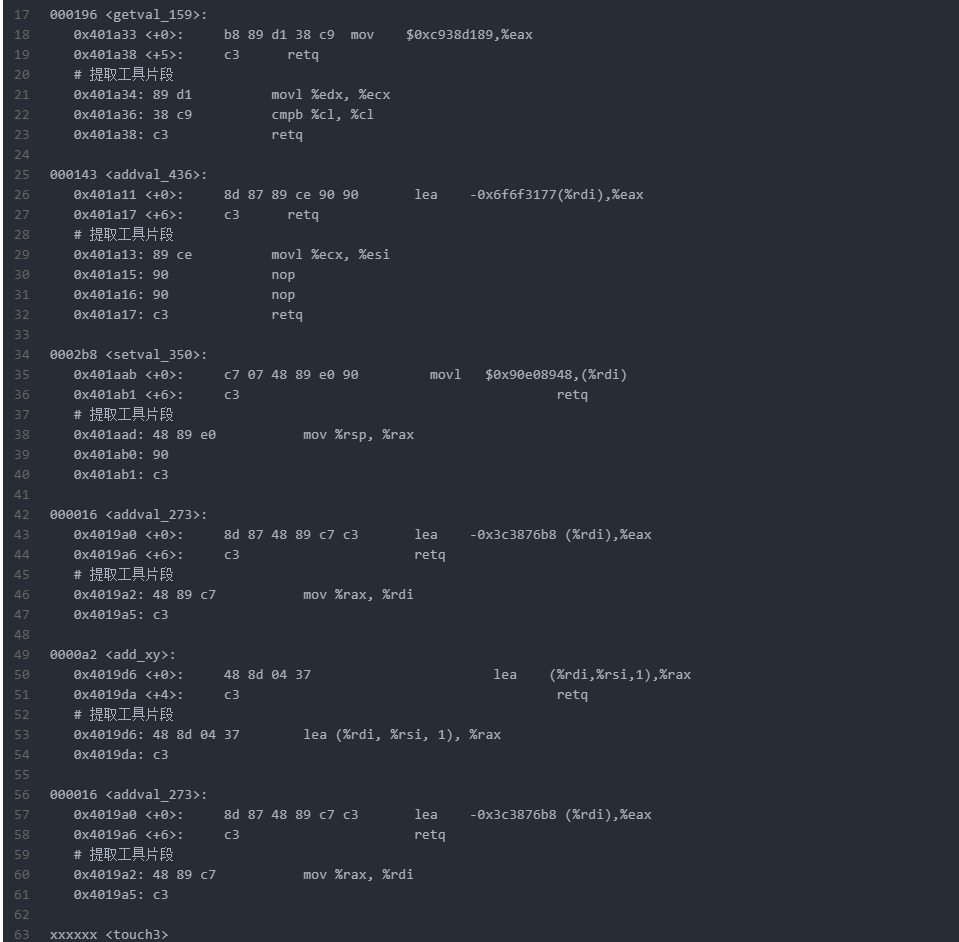 17 000196 <getval_159>:
18 0x401a33 <+0>: b8 89 d1 38 c9 mov $0xc938d189,%eax
19 0x401a38 <+5>: c3 retq
20 # 提取工具片段
21 0x401a34: 89 d1 movl %edx, %ecx
22 0x401a36: 38 c9 cmpb %cl, %cl
23 0x401a38: c3 retq
24
25 000143 <addval_436>:
26 0x401a11 <+0>: 8d 87 89 ce 90 90 lea -0x6f6f3177(%rdi),%eax
27 0x401a17 <+6>: c3 retq
28 # 提取工具片段
29 0x401a13: 89 ce movl %ecx, %esi
30 0x401a15: 90 nop
31 0x401a16: 90 nop
32 0x401a17: c3 retq
33
34 0002b8 <setval_350>:
35 0x401aab <+0>: c7 07 48 89 e0 90 movl $0x90e08948,(%rdi)
36 0x401ab1 <+6>: c3 retq
37 # 提取工具片段
38 0x401aad: 48 89 e0 mov %rsp, %rax
39 0x401ab0: 90
40 0x401ab1: c3
41
42 000016 <addval_273>:
43 0x4019a0 <+0>: 8d 87 48 89 c7 c3 lea -0x3c3876b8 (%rdi),%eax
44 0x4019a6 <+6>: c3 retq
45 # 提取工具片段
46 0x4019a2: 48 89 c7 mov %rax, %rdi
47 0x4019a5: c3
48
49 0000a2 <add_xy>:
50 0x4019d6 <+0>: 48 8d 04 37 lea (%rdi,%rsi,1),%rax
51 0x4019da <+4>: c3 retq
52 # 提取工具片段
53 0x4019d6: 48 8d 04 37 lea (%rdi, %rsi, 1), %rax
54 0x4019da: c3
55
56 000016 <addval_273>:
57 0x4019a0 <+0>: 8d 87 48 89 c7 c3 lea -0x3c3876b8 (%rdi),%eax
58 0x4019a6 <+6>: c3 retq
59 # 提取工具片段
60 0x4019a2: 48 89 c7 mov %rax, %rdi
61 0x4019a5: c3
62
63 xxxxxx <touch3>